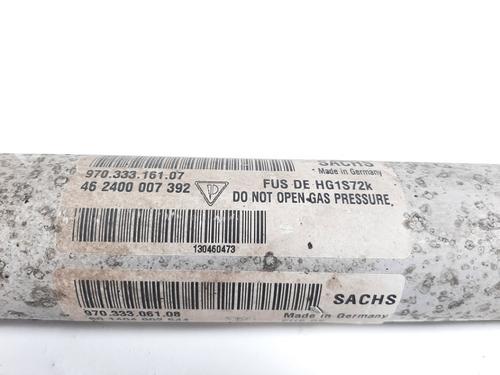 SACHS
Made in Germany
970.333.161.07
46 2400 007 392
FUS DE HG1S72k
DO NOT OPEN-GAS PRESSURE.
130460473
970.333.061.08
SACHS
Made in Germany